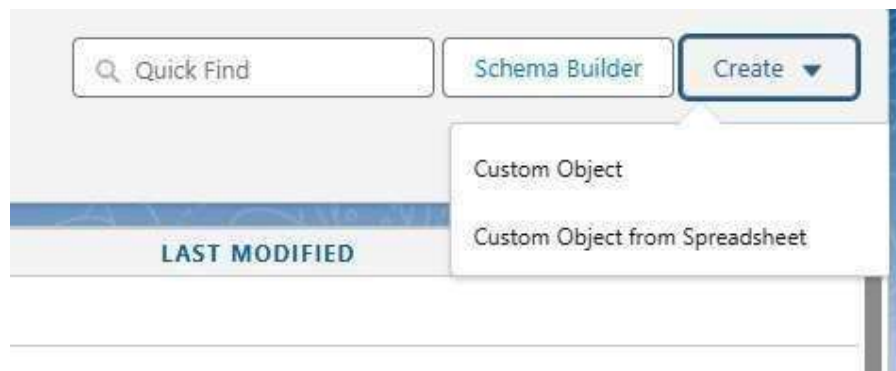 Quick Find
Schema Builder
Create
Custom Object
Custom Object from Spreadsheet
LAST MODIFIED